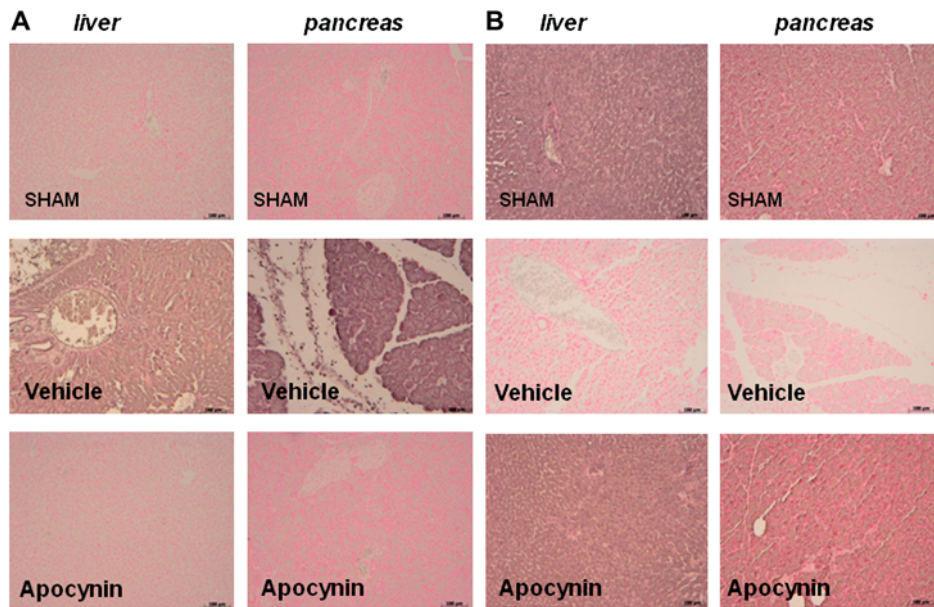 A liver pancreas B liver pancreas
SHAM SHAM SHAM SHAM
Vehicle Vehicle Vehicle Vehicle
Apocynin Apocynin Apocynin Apocynin